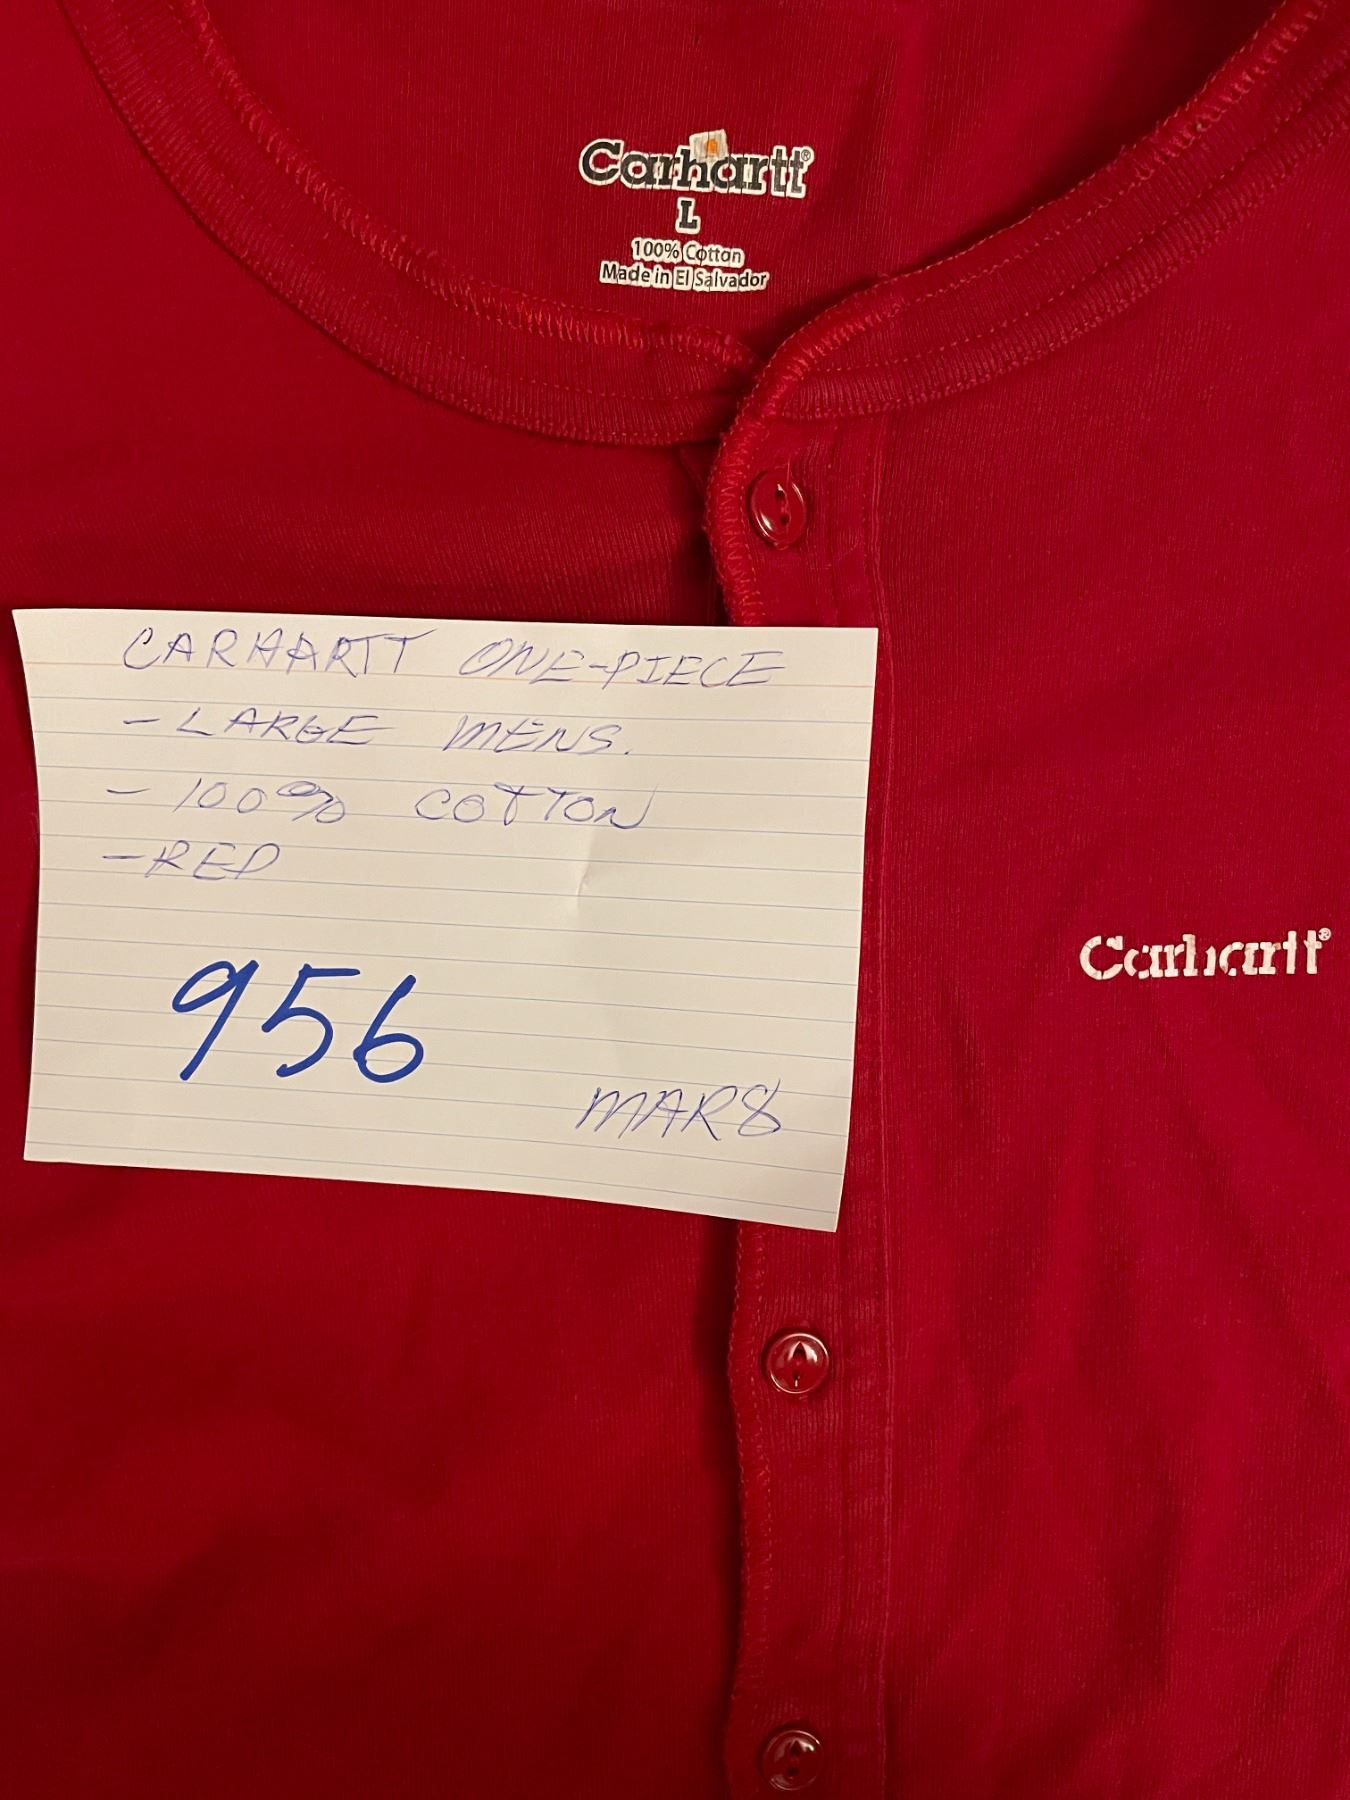 Carhartt®
L
100% Cotton
Made in El Salvador
CARHARTT ONE-PIECE
- LARGE MENS.
- 100% COTTON
- RED
956
MAR8
Carhartt®